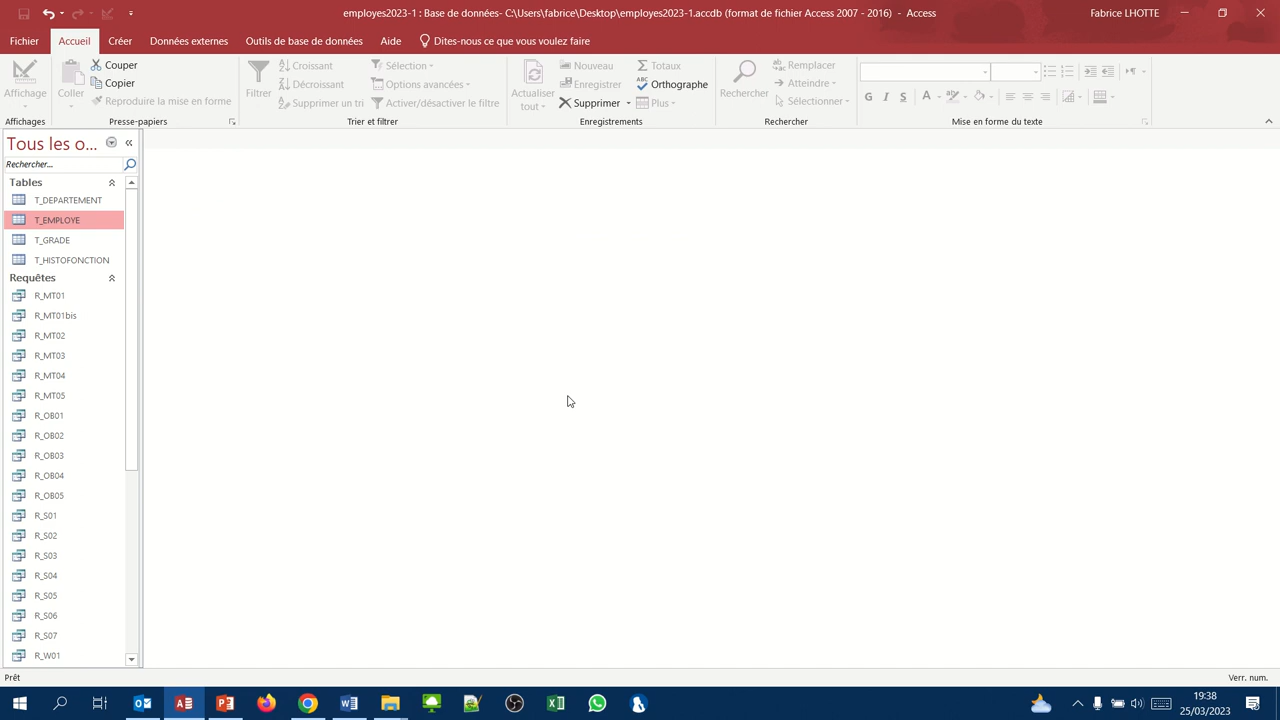 employes2023-1 : Base de données- C:\Users\fabrice\Desktop\employes2023-1.accdb (format de fichier Access 2007 - 2016) - Access
Fabrice LHOTTE
Fichier
Accueil
Créer
Données externes
Outils de base de données
Aide
Dites-nous ce que vous voulez faire
Affichage
Coller
Couper
Copier
Reproduire la mise en forme
Filtrer
Croissant
Décroissant
Supprimer un tri
Sélection
Options avancées
Activer/désactiver le filtre
Actualiser
tout
Nouveau
Enregistrer
Supprimer
Totaux
Orthographe
Plus
Rechercher
Remplacer
Atteindre
Sélectionner
G I S A
Affichages
Presse-papiers
Trier et filtrer
Enregistrements
Rechercher
Mise en forme du texte
Tous les o...
Rechercher...
Tables
T_DEPARTEMENT
T_EMPLOYE
T_GRADE
T_HISTOFONCTION
Requêtes
R_MT01
R_MT01bis
R_MT02
R_MT03
R_MT04
R_MT05
R_OB01
R_OB02
R_OB03
R_OB04
R_OB05
R_S01
R_S02
R_S03
R_S04
R_S05
R_S06
R_S07
R_W01
Prêt
Verr. num.
19:38
25/03/2023